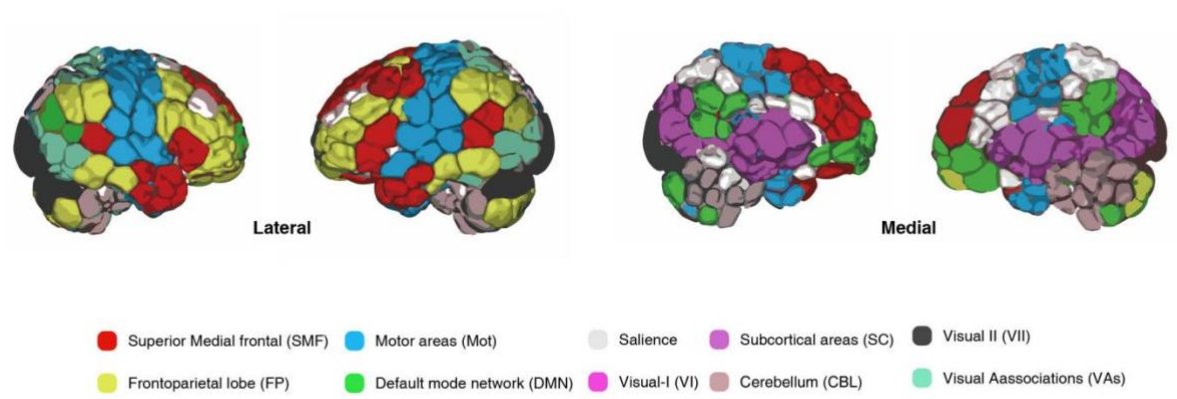 Lateral
Medial
Superior Medial frontal (SMF)
Motor areas (Mot)
Salience
Subcortical areas (SC)
Visual II (VII)
Frontoparietal lobe (FP)
Default mode network (DMN)
Visual-I (VI)
Cerebellum (CBL)
Visual Aassociations (VAs)